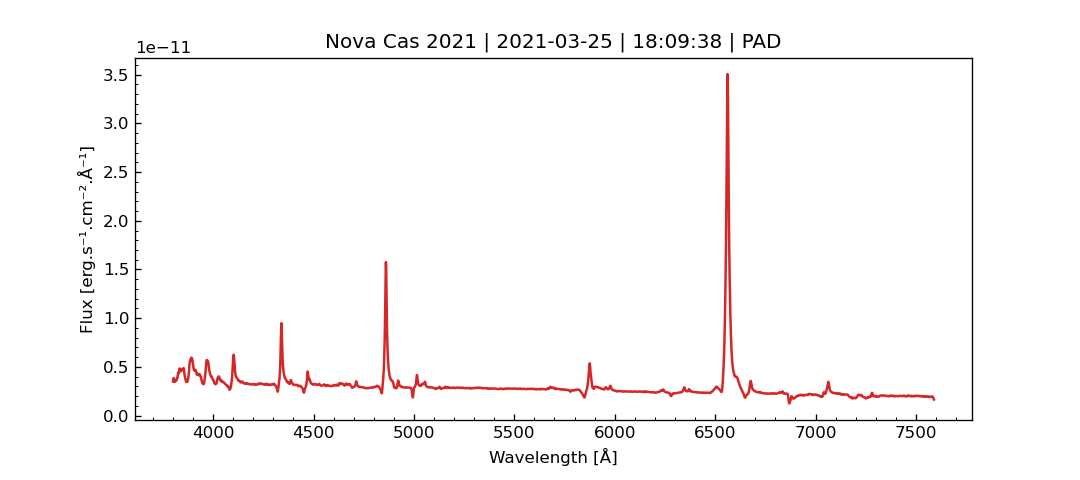 Nova Cas 2021 | 2021-03-25 | 18:09:38 | PAD
1e−11
3.5
3.0
2.5
2.0
1.5
1.0
0.5
0.0
Flux [erg.s⁻¹.cm⁻².Å⁻¹]
4000 4500 5000 5500 6000 6500 7000 7500
Wavelength [Å]